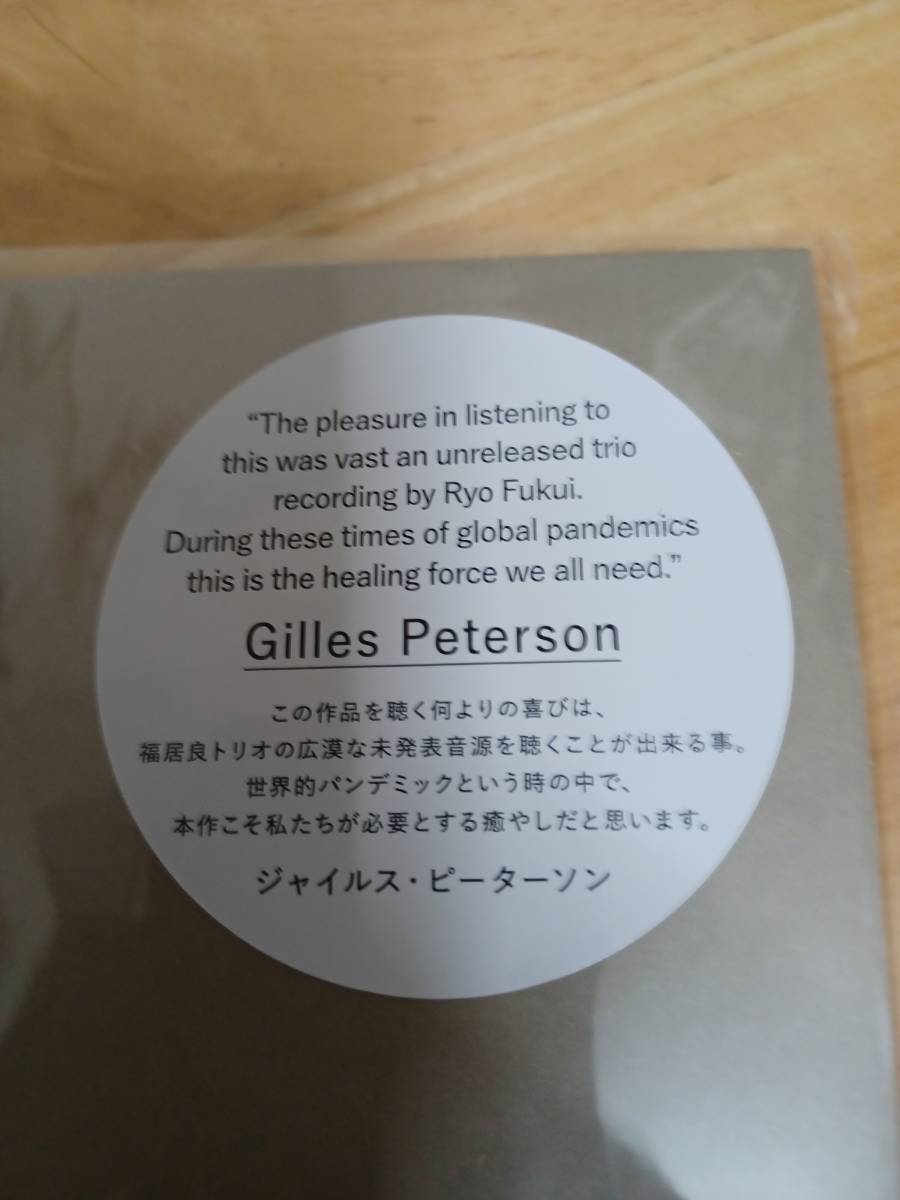 “The pleasure in listening to
this was vast an unreleased trio
recording by Ryo Fukui.
During these times of global pandemics
this is the healing force we all need.”
Gilles Peterson
この作品を聴く何よりの喜びは、
福居良トリオの広漠な未発表音源を聴くことが出来る事。
世界的パンデミックという時の中で、
本作こそ私たちが必要とする癒やしだと思います。
ジャイルス・ピーターソン